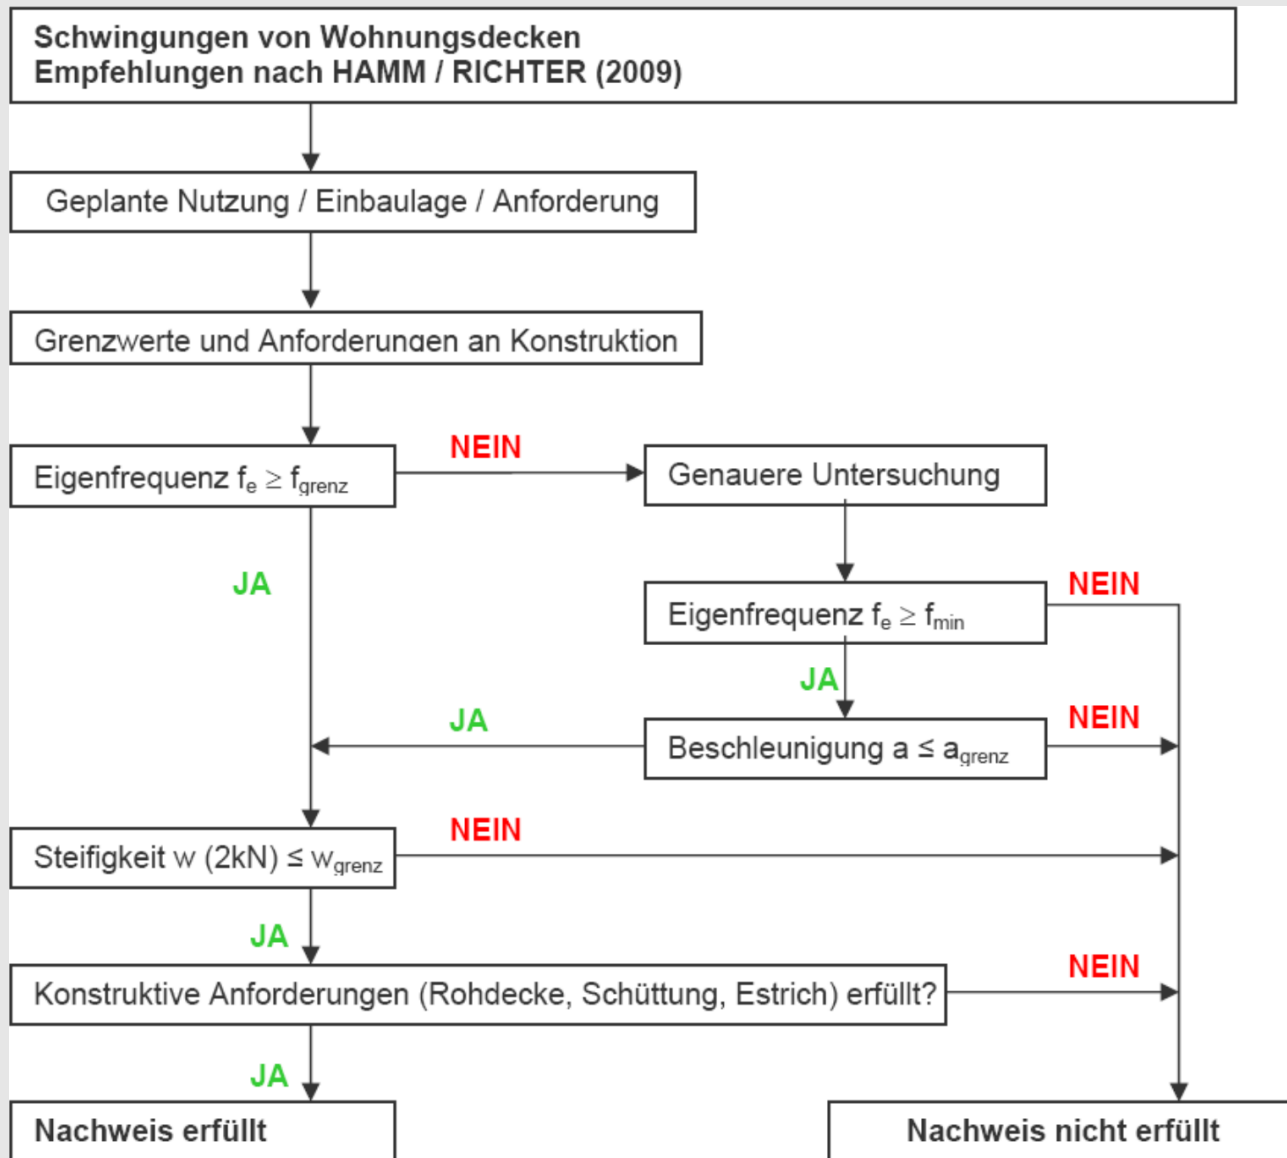 Schwingungen von Wohnungsdecken
Empfehlungen nach HAMM / RICHTER (2009)
Geplante Nutzung / Einbaulage / Anforderung
Grenzwerte und Anforderungen an Konstruktion
NEIN
Eigenfrequenz fe ≥ fgrenz
Genauere Untersuchung
JA
NEIN
Eigenfrequenz fe ≥ fmin
JA
JA
NEIN
Beschleunigung a ≤ agrenz
NEIN
Steifigkeit w (2kN) ≤ wgrenz
JA
NEIN
Konstruktive Anforderungen (Rohdecke, Schüttung, Estrich) erfüllt?
JA
Nachweis erfüllt
Nachweis nicht erfüllt